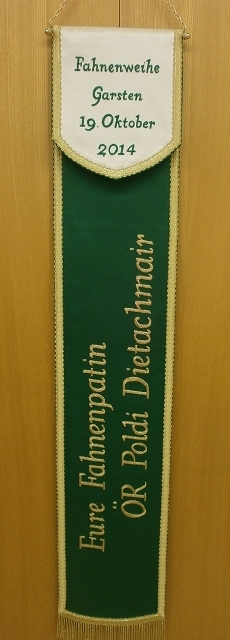 Fahnenweihe
Garsten
19. Oktober
2014
Eure Fahnenpatin
ÖR Poldi Dietachmair